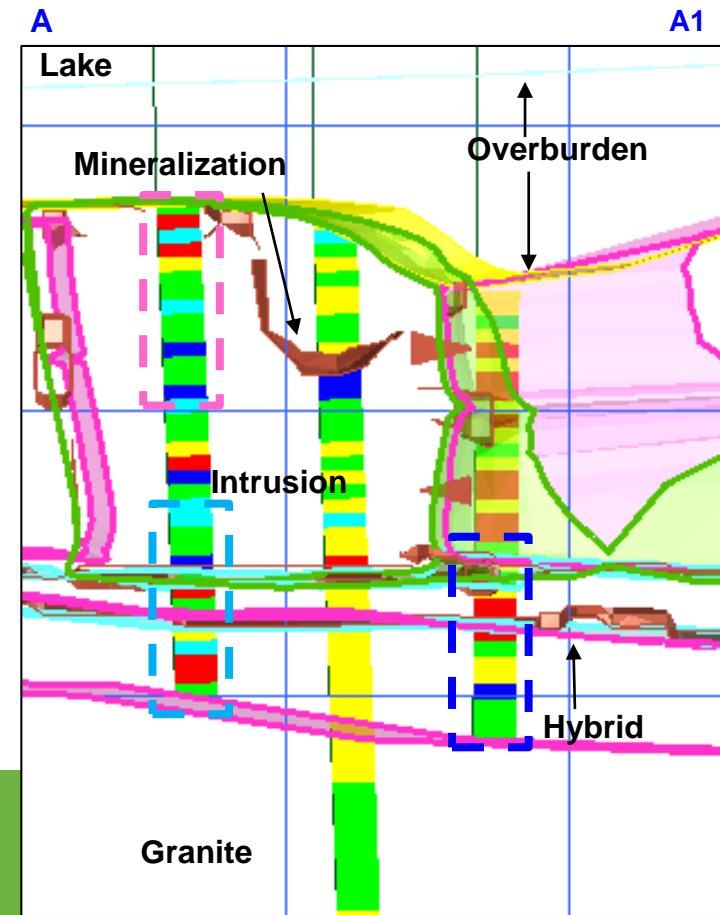 A
A1
Lake
Overburden
Mineralization
Intrusion
Hybrid
Granite